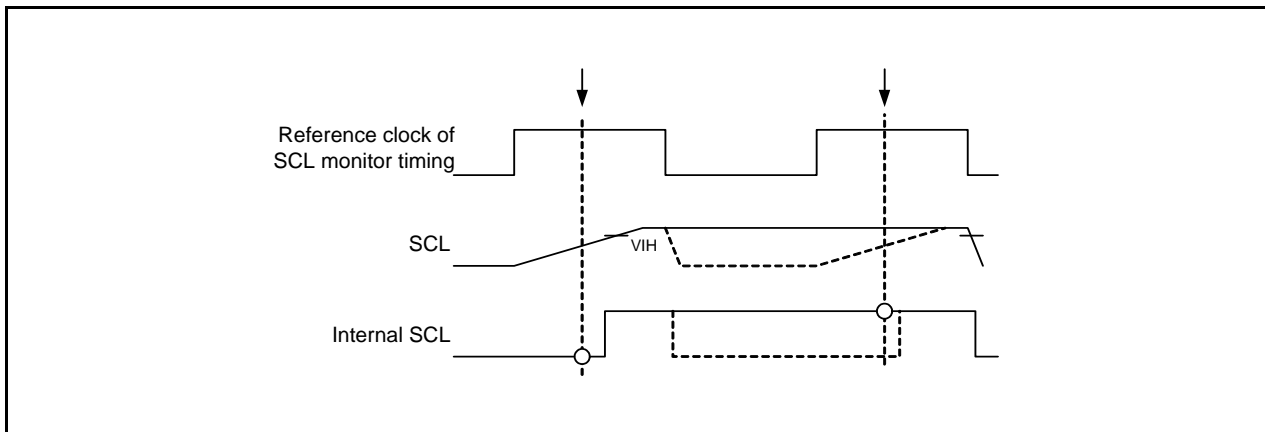 Reference clock of
SCL monitor timing
SCL
VIH
Internal SCL